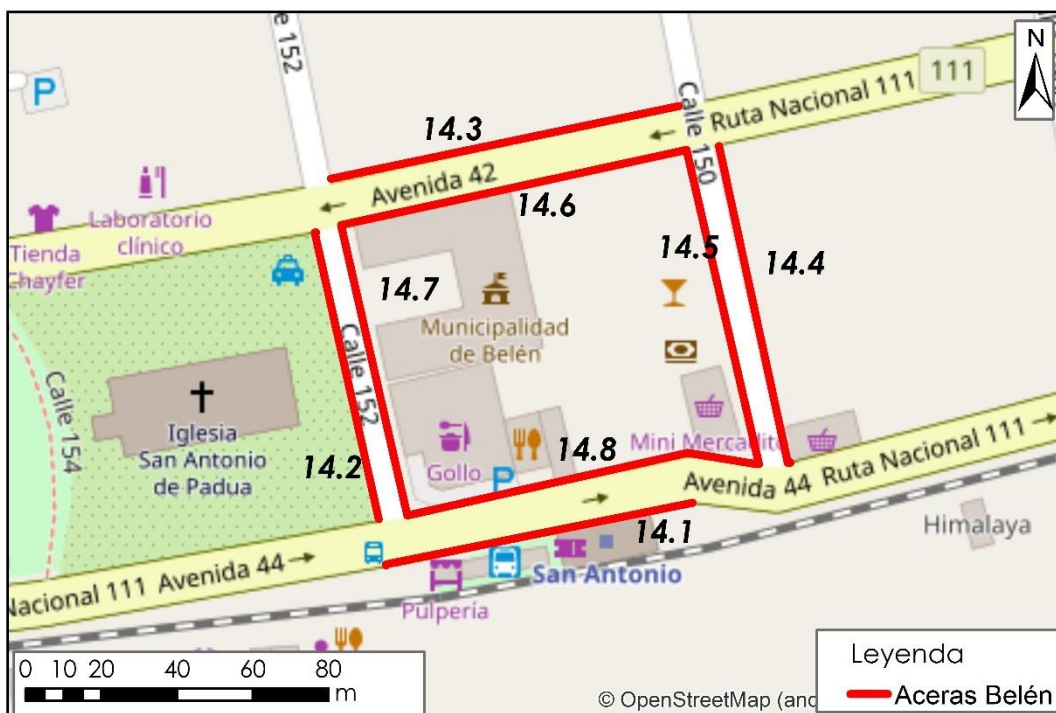 Calle 152
N
P
111
Ruta Nacional 111
Calle 150
14.3
Avenida 42
Laboratorio
clínico
Tienda
Chayfer
14.6
14.5
14.4
14.7
Municipalidad
de Belén
Calle 152
Calle 154
Iglesia
San Antonio
de Padua
14.2
Gollo
14.8
P
Mini Mercadito
Avenida 44 Ruta Nacional 111
14.1
Himalaya
San Antonio
Nacional 111 Avenida 44
Pulpería
0 10 20 40 60 80
m
Leyenda
Aceras Belén
© OpenStreetMap (and